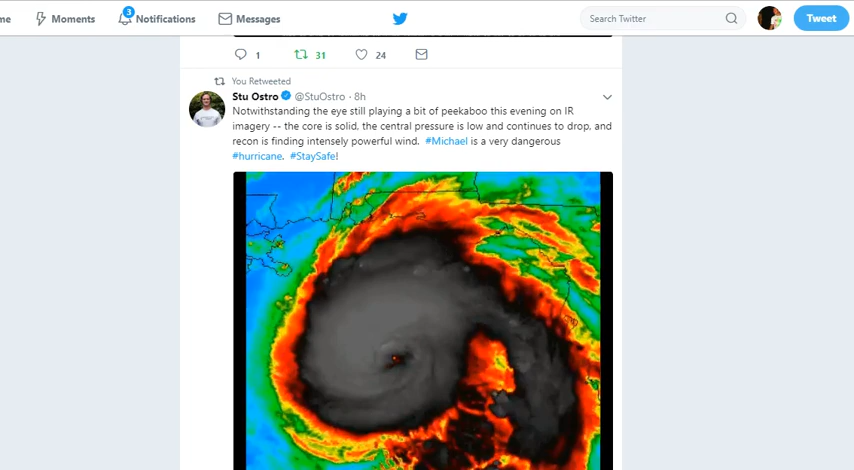 me
Moments
3
Notifications
Messages
Search Twitter
Tweet
1
31
24
You Retweeted
Stu Ostro @StuOstro · 8h
Notwithstanding the eye still playing a bit of peekaboo this evening on IR
imagery -- the core is solid, the central pressure is low and continues to drop, and
recon is finding intensely powerful wind. #Michael is a very dangerous
#hurricane. #StaySafe!